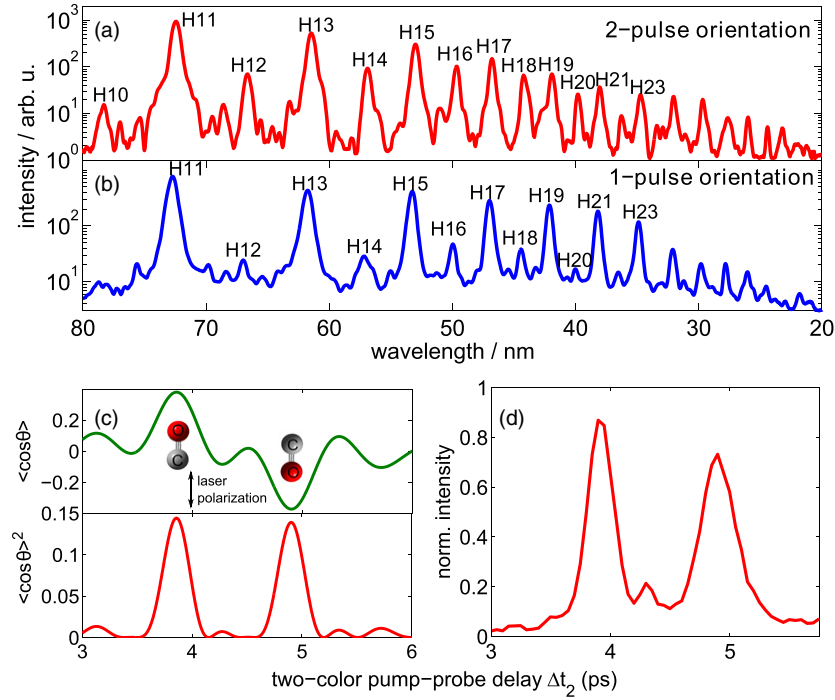 (a)
2−pulse orientation
H10
H11
H12
H13
H14
H15
H16
H17
H18
H19
H20
H21
H23
10³
10²
10¹
10⁰
intensity / arb. u.
(b)
1−pulse orientation
H11
H12
H13
H14
H15
H16
H17
H18
H19
H20
H21
H23
10
10²
10¹
80 70 60 50 40 30 20
wavelength / nm
(c)
0.2
0
−0.2
<cosθ>
O
C
C
O
laser
polarization
0.15
0.1
0.05
0
<cosθ>²
3 4 5 6
(d)
1
0.8
0.6
0.4
0.2
0
norm. intensity
3 4 5
two−color pump−probe delay Δt₂ (ps)